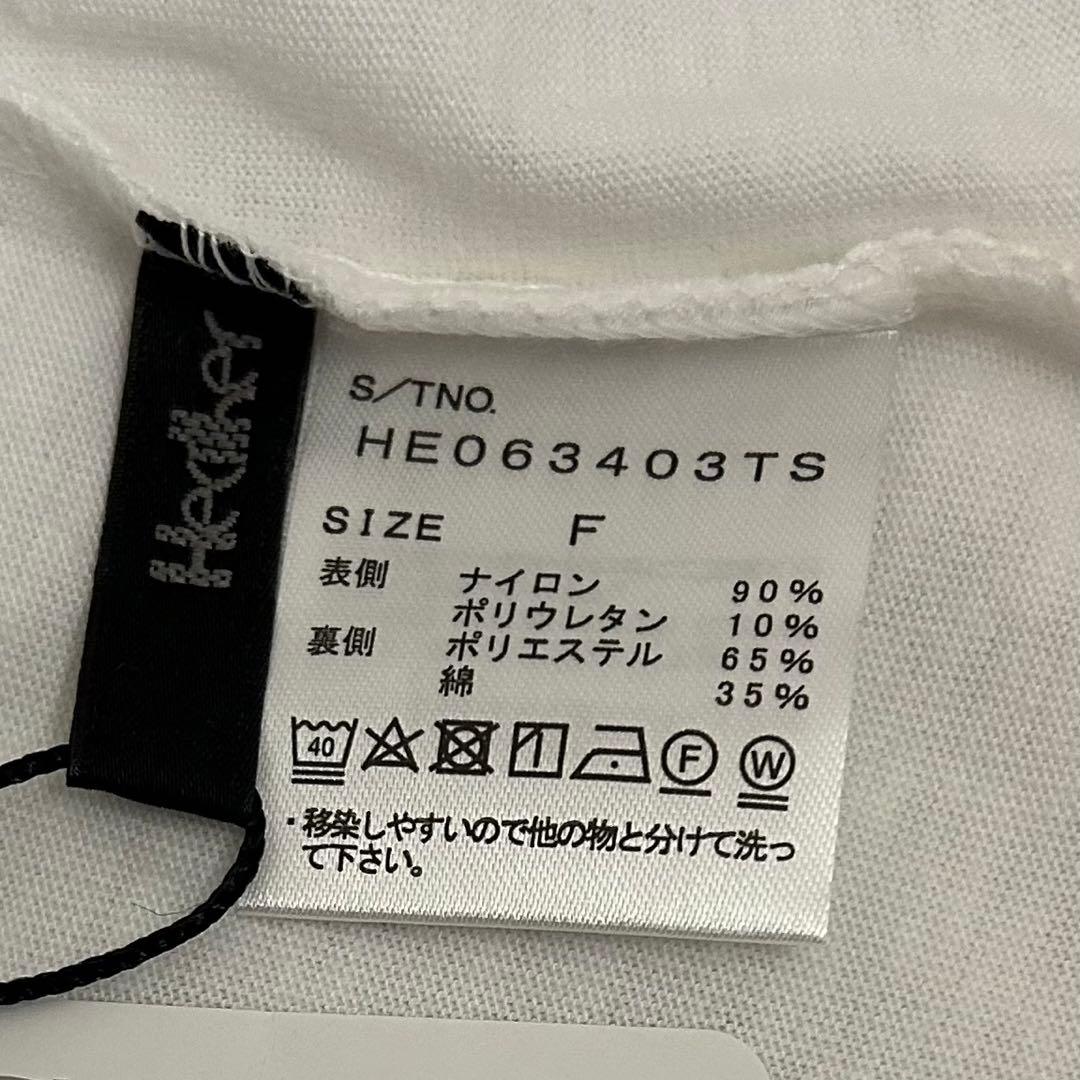 Heather
S/TNO.
HE063403TS
SIZE F
表側 ナイロン 90%
ポリウレタン 10%
裏側 ポリエステル 65%
綿 35%
40 F W
・移染しやすいので他の物と分けて洗っ
て下さい。